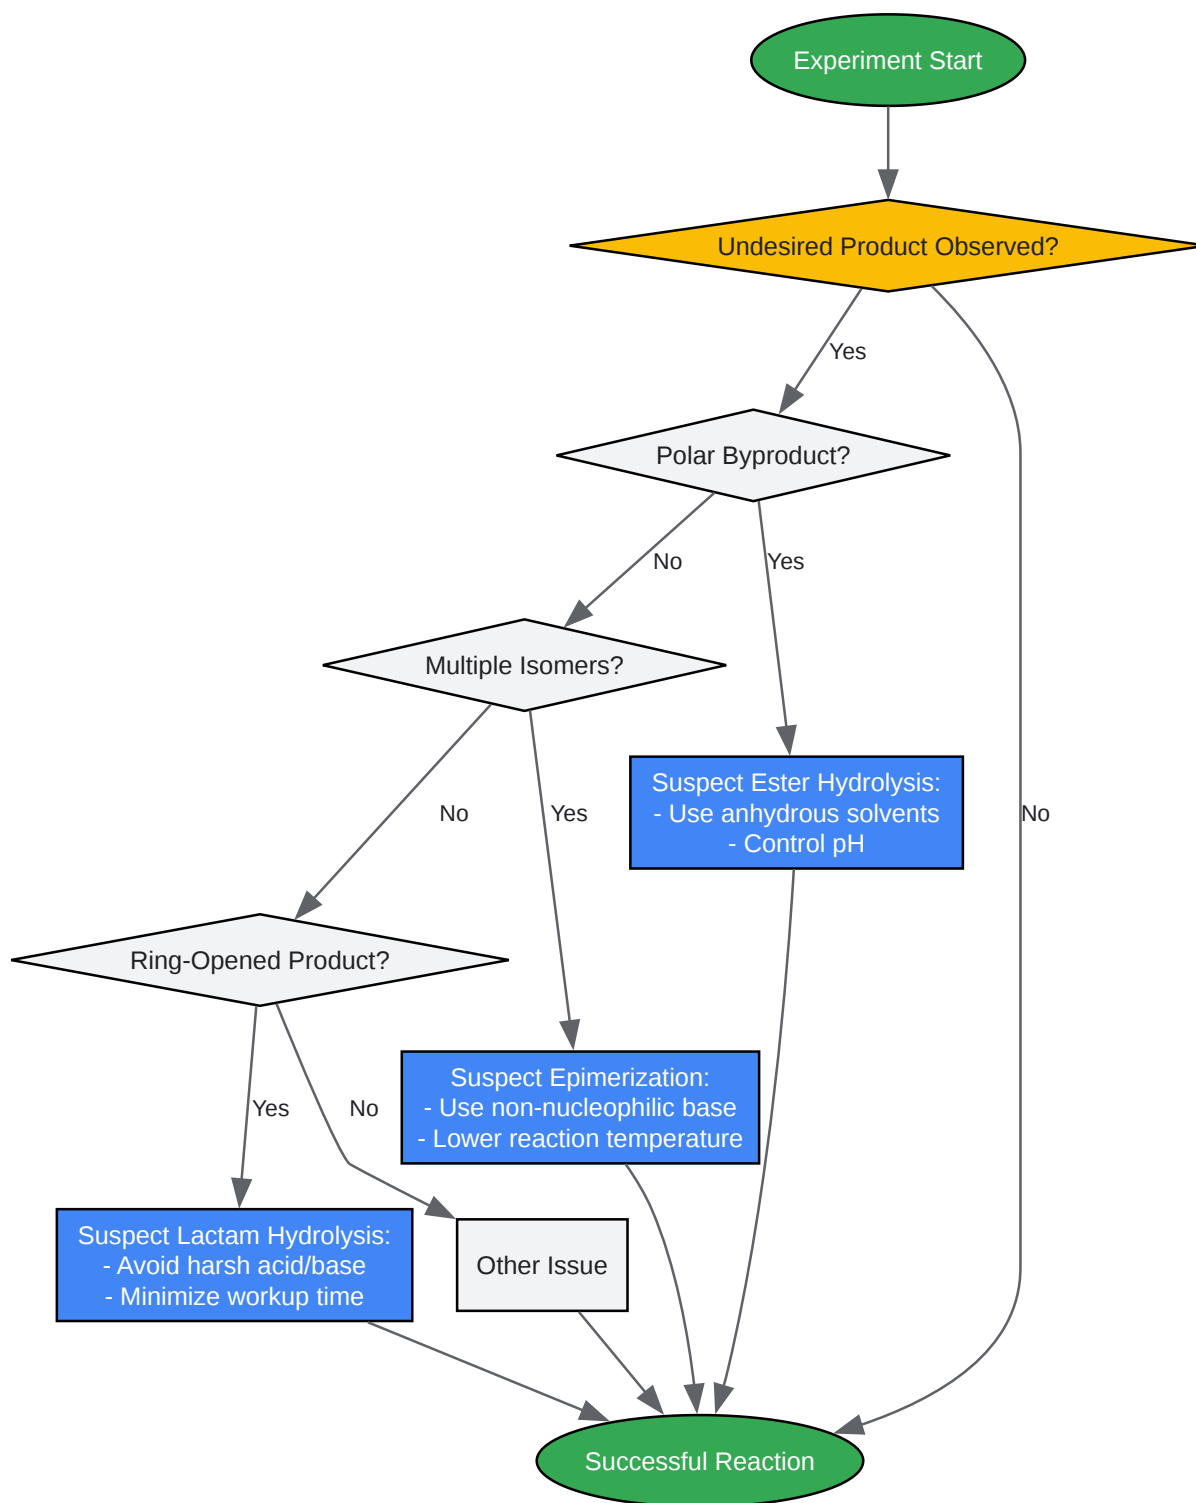 Experiment Start
Undesired Product Observed?
Yes
Polar Byproduct?
No
Yes
Multiple Isomers?
Suspect Ester Hydrolysis:
- Use anhydrous solvents
- Control pH
No
Yes
No
Ring-Opened Product?
Suspect Epimerization:
- Use non-nucleophilic base
- Lower reaction temperature
Yes
No
Suspect Lactam Hydrolysis:
- Avoid harsh acid/base
- Minimize workup time
Other Issue
Successful Reaction